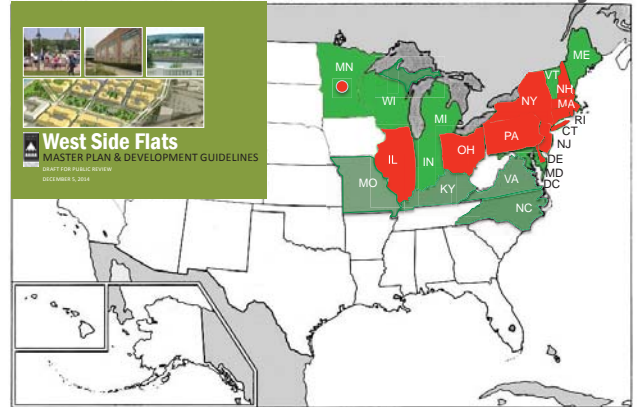 West Side Flats
MASTER PLAN & DEVELOPMENT GUIDELINES
DRAFT FOR PUBLIC REVIEW
DECEMBER 5, 2014
MN
WI
MI
IL
IN
OH
MO
KY
VA
NC
PA
NY
VT
NH
ME
MA
RI
CT
NJ
DE
MD
DC